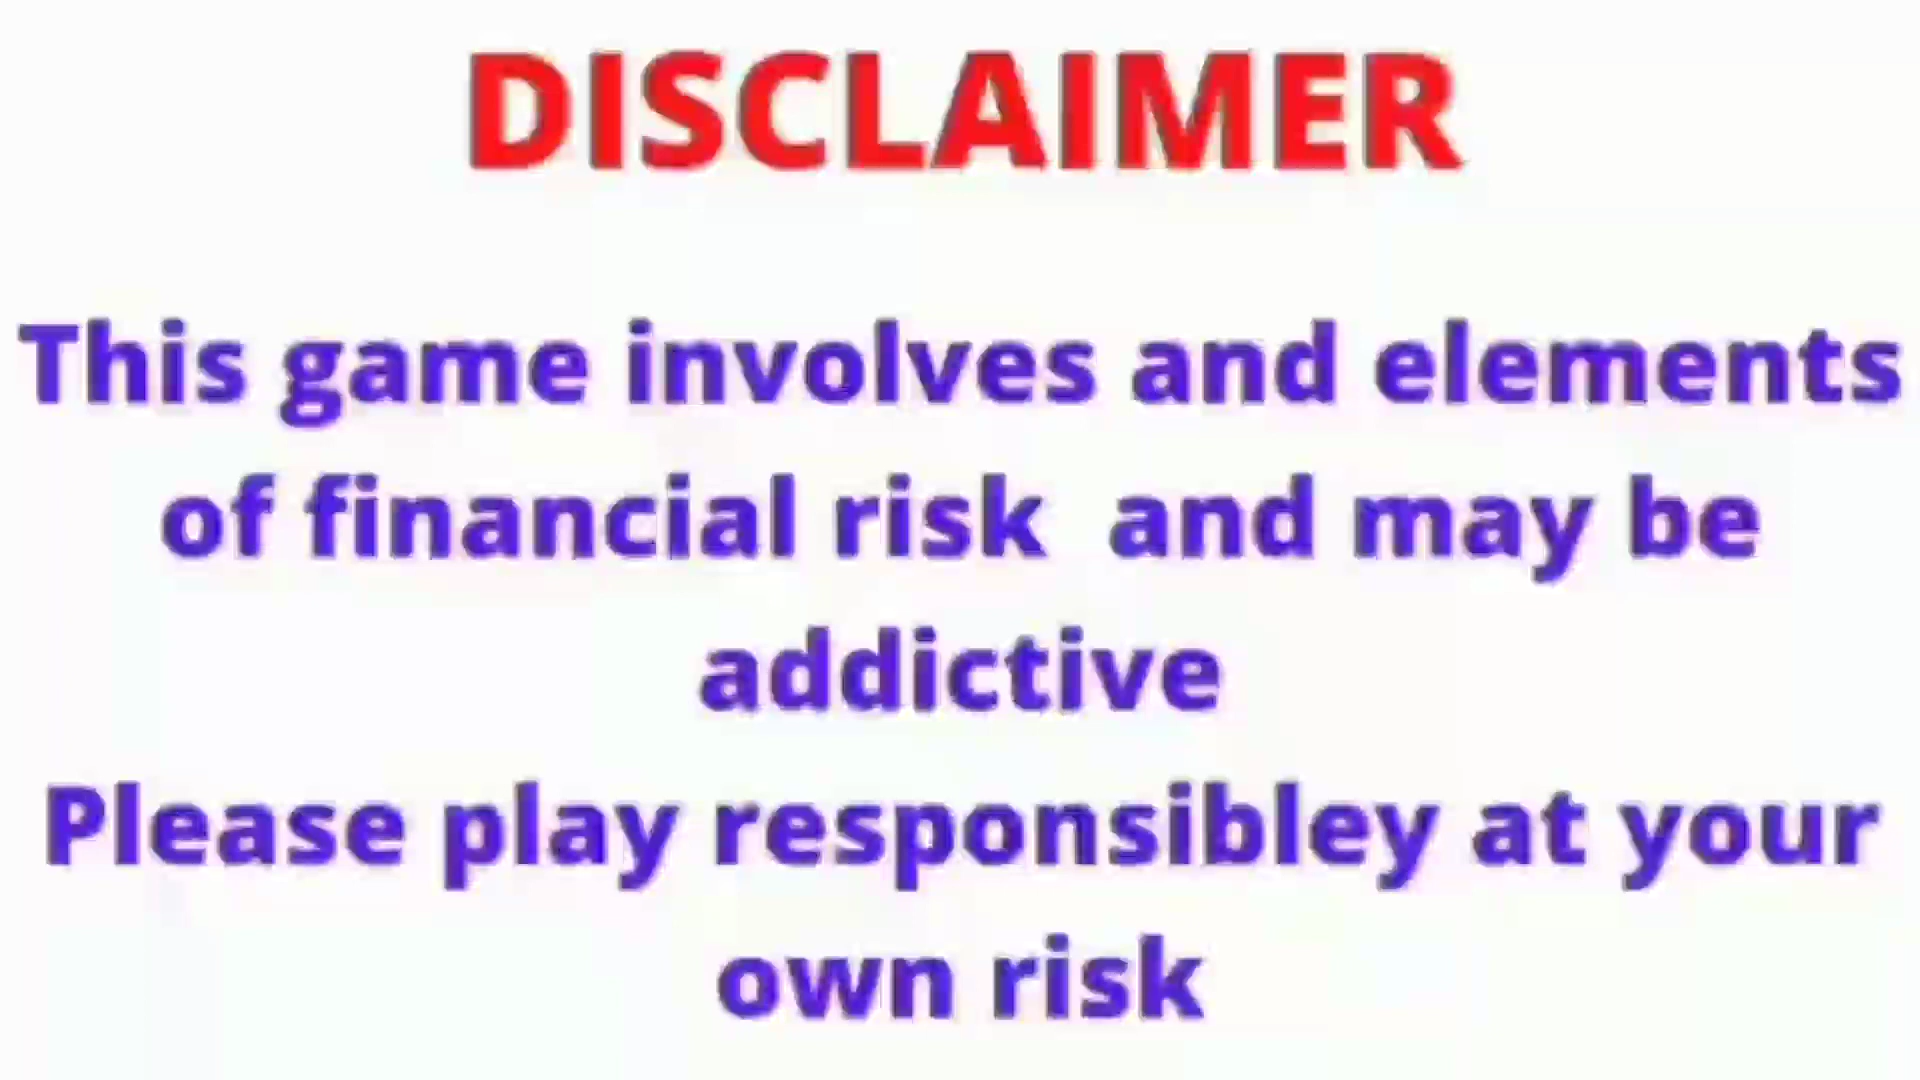 DISCLAIMER
This game involves and elements
of financial risk  and may be
addictive
Please play responsibley at your
own risk